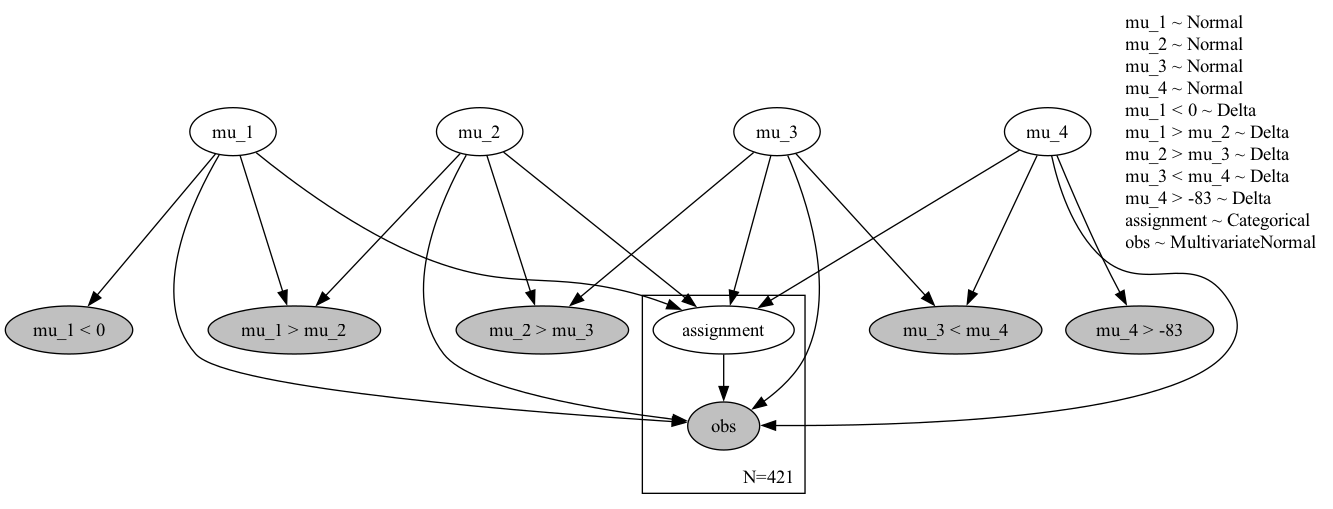 mu_1 ~ Normal
mu_2 ~ Normal
mu_3 ~ Normal
mu_4 ~ Normal
mu_1 < 0 ~ Delta
mu_1 > mu_2 ~ Delta
mu_2 > mu_3 ~ Delta
mu_3 < mu_4 ~ Delta
mu_4 > -83 ~ Delta
assignment ~ Categorical
obs ~ MultivariateNormal
mu_1
mu_2
mu_3
mu_4
mu_1 < 0
mu_1 > mu_2
mu_2 > mu_3
assignment
mu_3 < mu_4
mu_4 > -83
obs
N=421